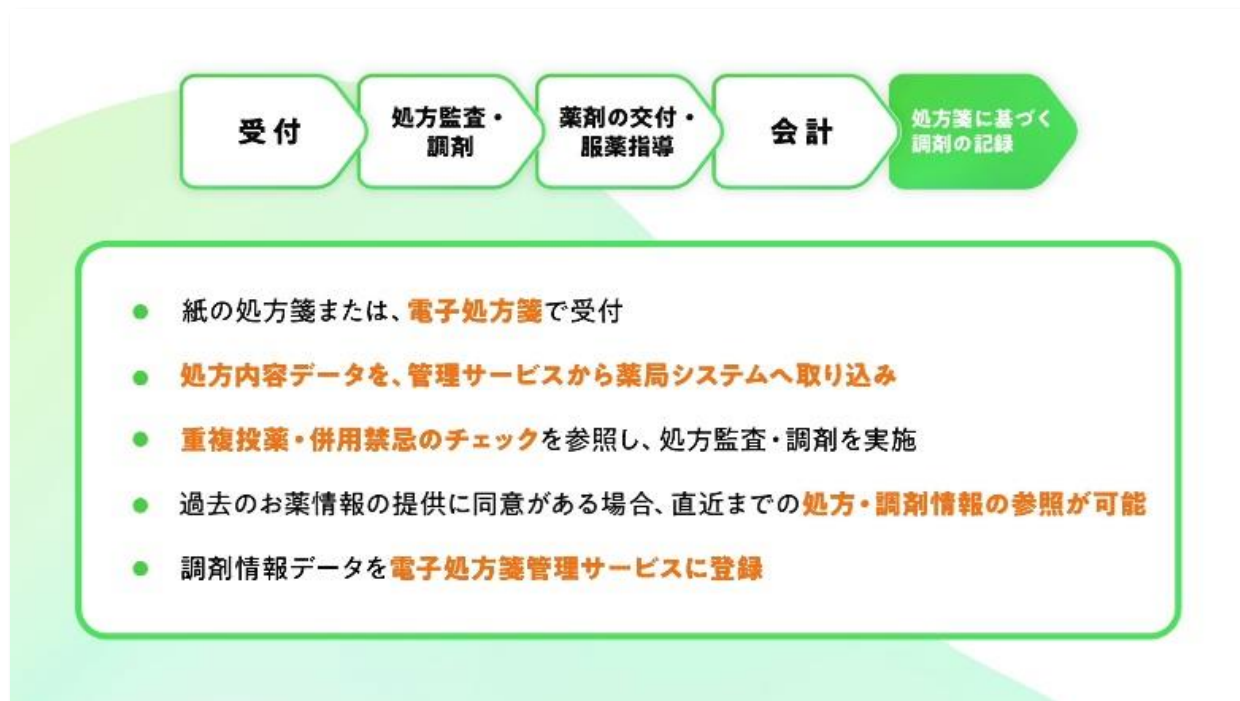 受付
処方監査・
調剤
薬剤の交付・
服薬指導
会計
処方箋に基づく
調剤の記録
● 紙の処方箋または、電子処方箋で受付
● 処方内容データを、管理サービスから薬局システムへ取り込み
● 重複投薬・併用禁忌のチェックを参照し、処方監査・調剤を実施
● 過去のお薬情報の提供に同意がある場合、直近までの処方・調剤情報の参照が可能
● 調剤情報データを電子処方箋管理サービスに登録